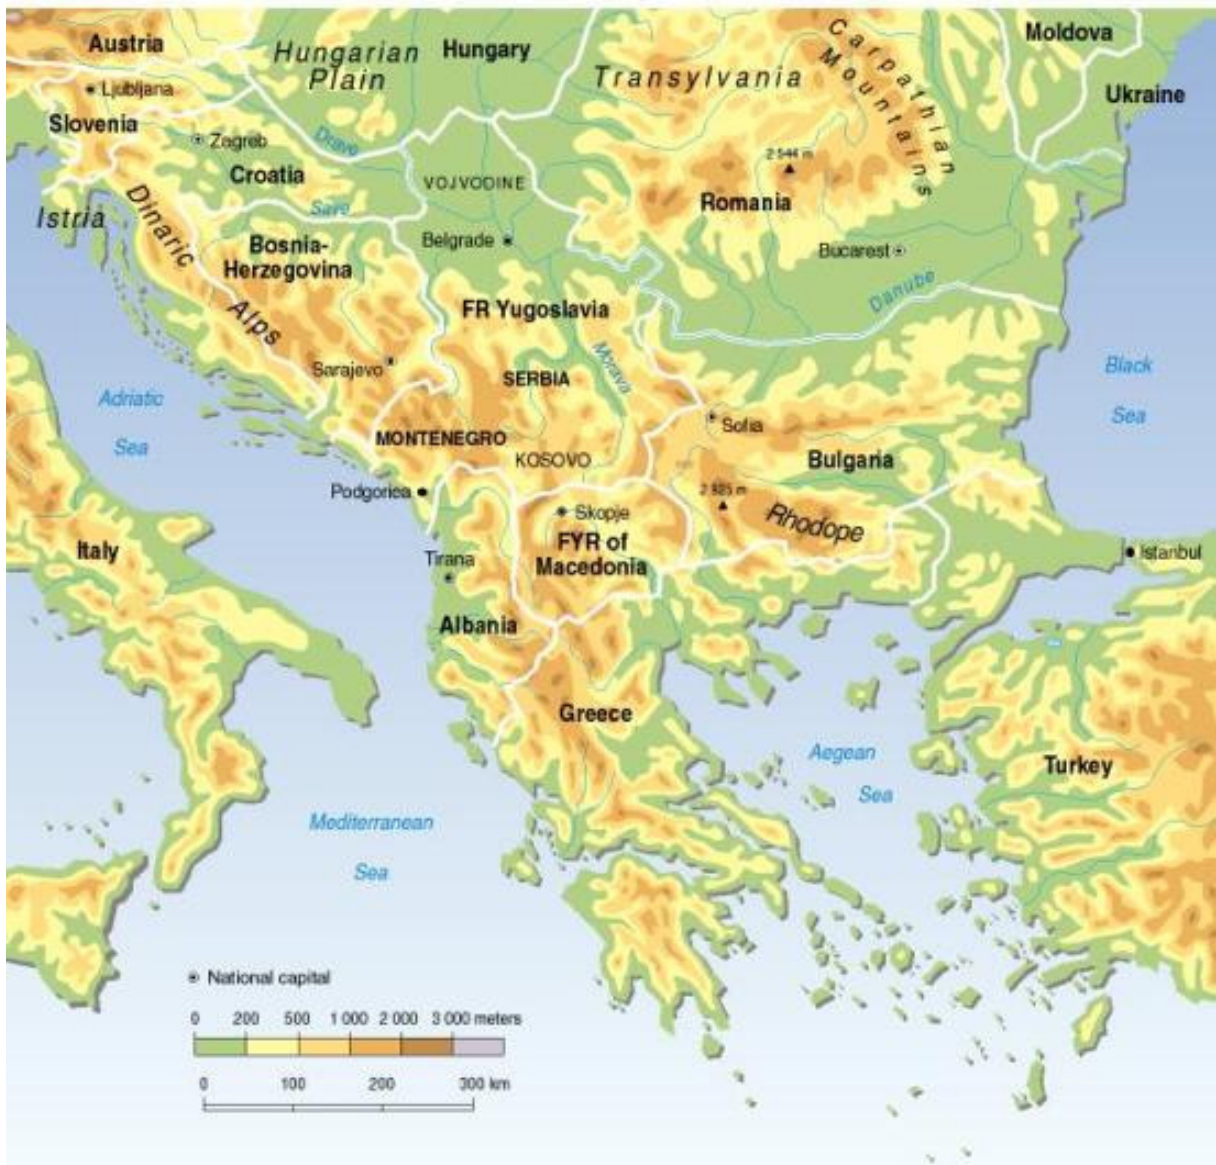 Austria
Hungarian
Plain
Hungary
Transylvania
Carpathian
Mountains
Moldova
Ukraine
Ljubljana
Slovenia
Zagreb
Drave
Croatia
VOJVODINE
2 544 m
Romania
Istria
Dinaric
Alps
Save
Bosnia-
Herzegovina
Belgrade
Bucarest
Danube
FR Yugoslavia
Morava
Sarajevo
SERBIA
Adriatic
Sea
Black
Sea
Sofia
MONTENEGRO
KOSOVO
Bulgaria
Podgorica
2 925 m
Rhodope
Skopje
FYR of
Macedonia
Italy
Tirana
Istanbul
Albania
Greece
Aegean
Sea
Turkey
Mediterranean
Sea
National capital
0 200 500 1 000 2 000 3 000 meters
0 100 200 300 km